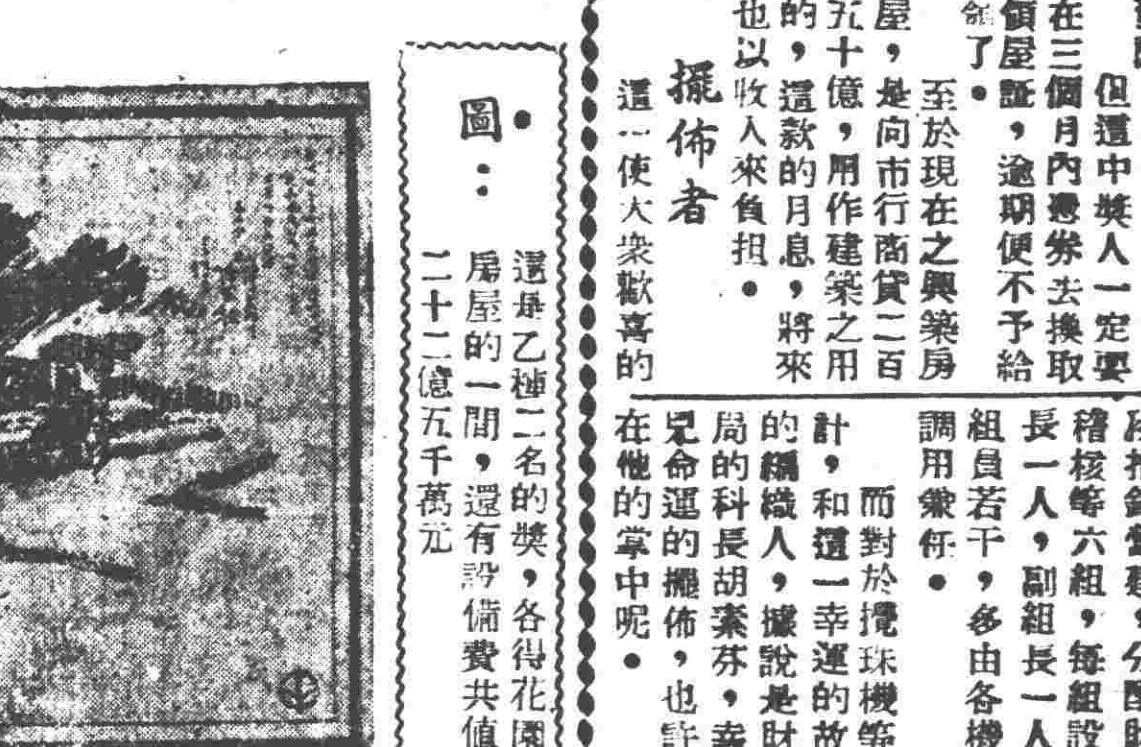 但這中獎人一定要
在三個月內憑券去換取
領屋証，逾期便不予給
領了。
至於現在之興築房
屋，是向市行商貸二百
五十億，用作建築之用
的，這款的月息，將來
也以收入來負担。
擺佈者
這一使大衆歡喜的
稽核等六組，每組設
長一人，副組長一人
組員若干，多由各機
調用兼任。
而對於攪珠機等
計，和這一幸運的故
的編織人，據說是財
局的科長胡素芬，幸
兒命運的擺佈，也許
在他的掌中呢。
圖：
這是乙種二名的獎，各得花園
房屋的一間，還有設備費共值
二十二億五千萬元